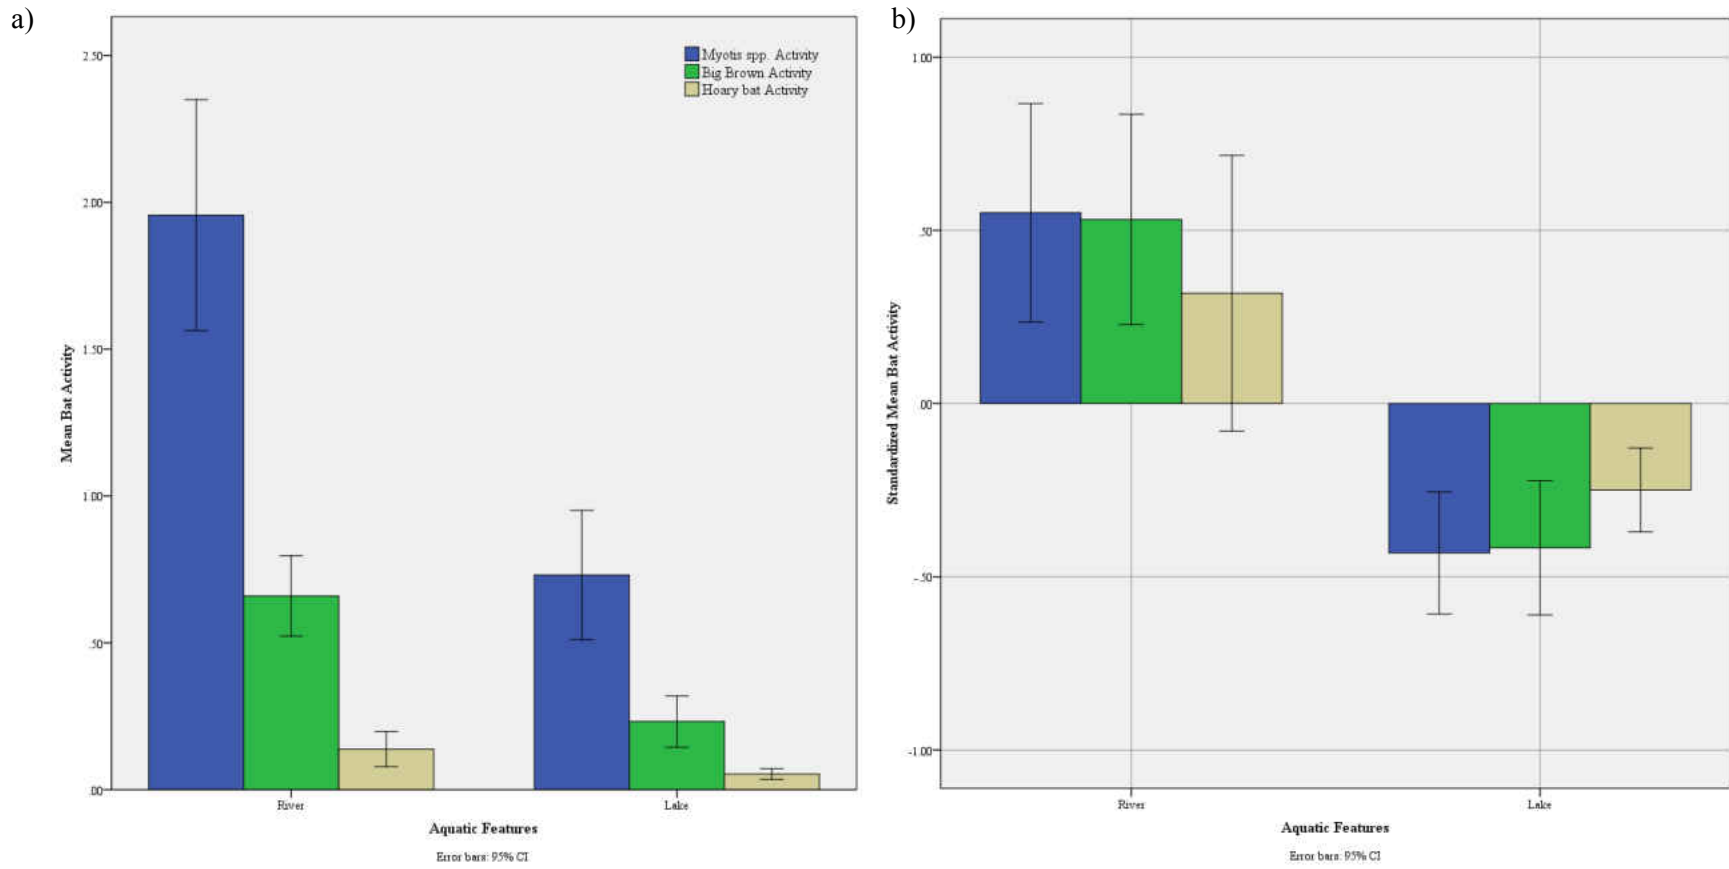 a)
2.50
2.00
1.50
1.00
.50
.00
Mean Bat Activity
Myotis spp. Activity
Big Brown Activity
Hoary bat Activity
River
Lake
Aquatic Features
Error bars: 95% CI
b)
1.00
.50
.00
-.50
-1.00
Standardized Mean Bat Activity
River
Lake
Aquatic Features
Error bars: 95% CI